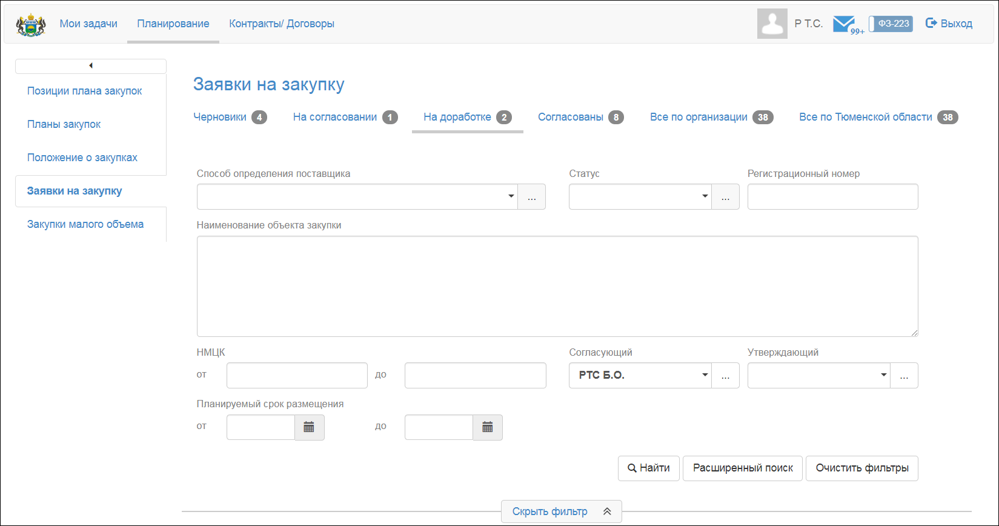 Мои задачи Планирование Контракты/ Договоры Р Т.С. 99+ ФЗ-223 Выход
Позиции плана закупок
Планы закупок
Положение о закупках
Заявки на закупку
Закупки малого объема
Заявки на закупку
Черновики 4 На согласовании 1 На доработке 2 Согласованы 8 Все по организации 38 Все по Тюменской области 38
Способ определения поставщика Статус Регистрационный номер
... ...
Наименование объекта закупки
НМЦК Согласующий Утверждающий
от до РТС Б.О. ... ...
Планируемый срок размещения
от до
Найти Расширенный поиск Очистить фильтры
Скрыть фильтр